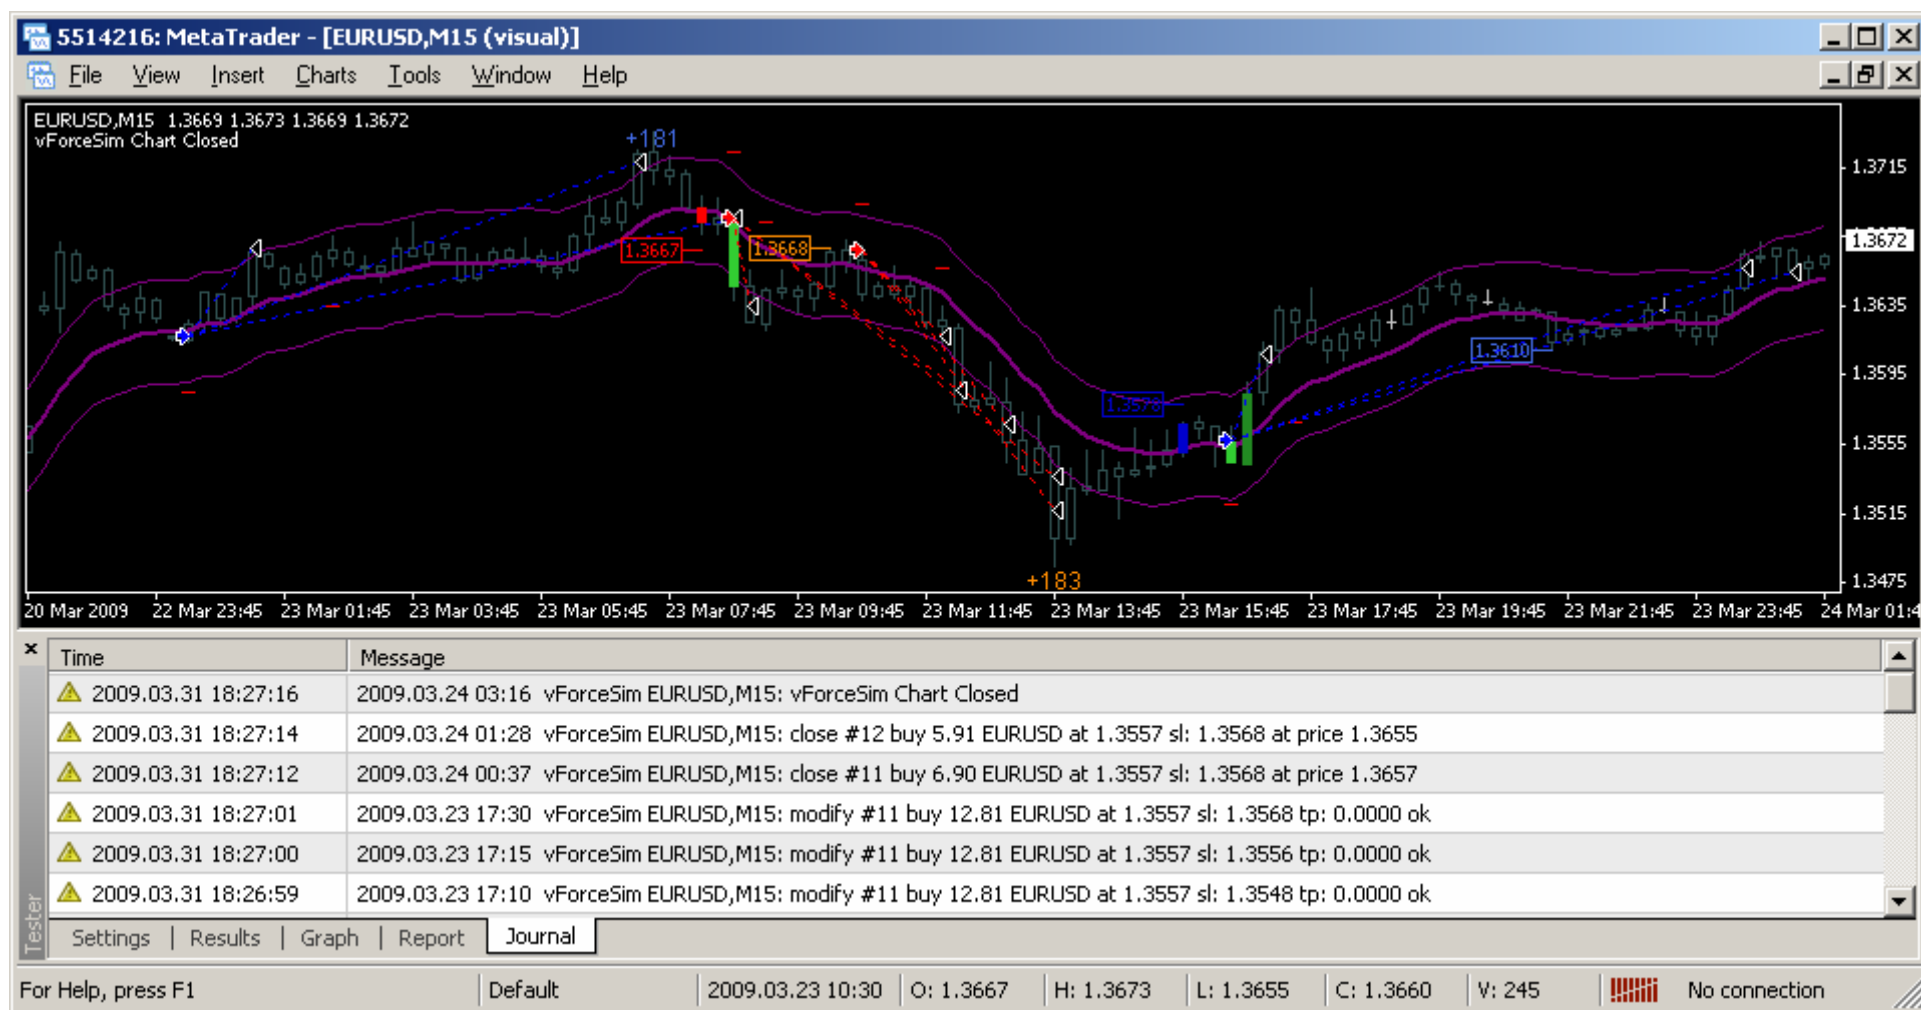 5514216: MetaTrader - [EURUSD,M15 (visual)]
File View Insert Charts Tools Window Help
EURUSD,M15 1.3669 1.3673 1.3669 1.3672
vForceSim Chart Closed
+181
1.3715
1.3667
1.3668
1.3672
1.3635
1.3610
1.3595
1.3578
1.3555
1.3515
+183
1.3475
20 Mar 2009 22 Mar 23:45 23 Mar 01:45 23 Mar 03:45 23 Mar 05:45 23 Mar 07:45 23 Mar 09:45 23 Mar 11:45 23 Mar 13:45 23 Mar 15:45 23 Mar 17:45 23 Mar 19:45 23 Mar 21:45 23 Mar 23:45 24 Mar 01:4
Time Message
2009.03.31 18:27:16 2009.03.24 03:16 vForceSim EURUSD,M15: vForceSim Chart Closed
2009.03.31 18:27:14 2009.03.24 01:28 vForceSim EURUSD,M15: close #12 buy 5.91 EURUSD at 1.3557 sl: 1.3568 at price 1.3655
2009.03.31 18:27:12 2009.03.24 00:37 vForceSim EURUSD,M15: close #11 buy 6.90 EURUSD at 1.3557 sl: 1.3568 at price 1.3657
2009.03.31 18:27:01 2009.03.23 17:30 vForceSim EURUSD,M15: modify #11 buy 12.81 EURUSD at 1.3557 sl: 1.3568 tp: 0.0000 ok
2009.03.31 18:27:00 2009.03.23 17:15 vForceSim EURUSD,M15: modify #11 buy 12.81 EURUSD at 1.3557 sl: 1.3556 tp: 0.0000 ok
2009.03.31 18:26:59 2009.03.23 17:10 vForceSim EURUSD,M15: modify #11 buy 12.81 EURUSD at 1.3557 sl: 1.3548 tp: 0.0000 ok
Tester
Settings | Results | Graph | Report Journal
For Help, press F1 Default 2009.03.23 10:30 O: 1.3667 H: 1.3673 L: 1.3655 C: 1.3660 V: 245 No connection